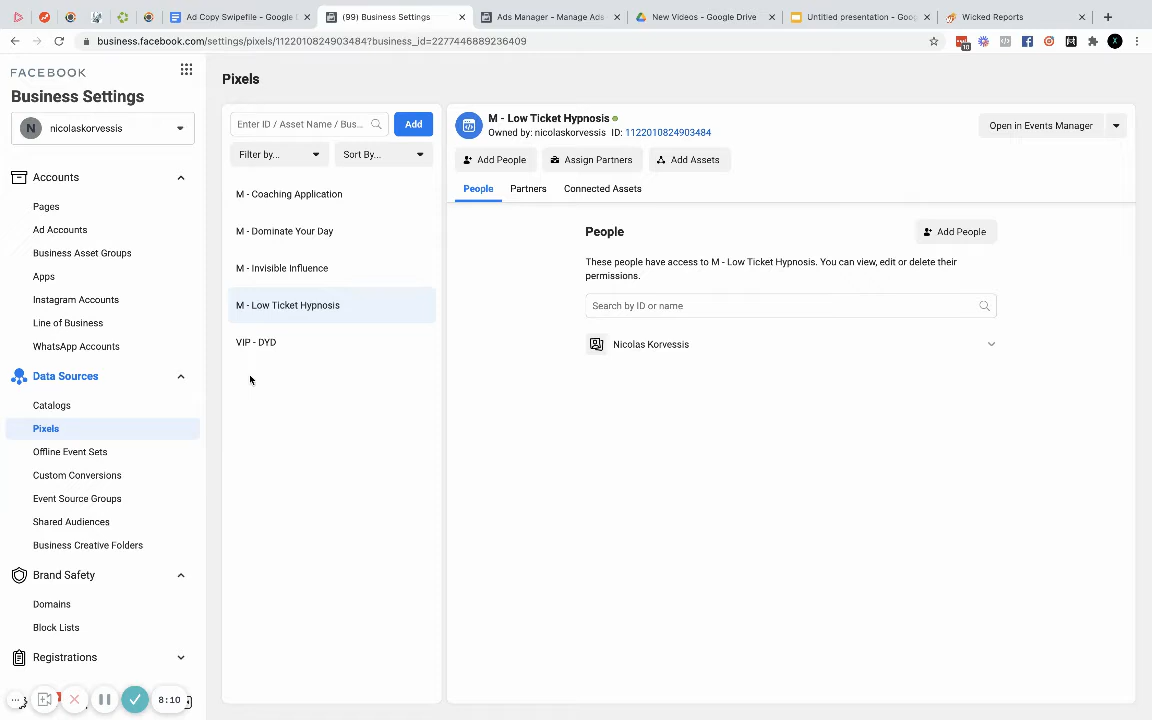 Ad Copy Swipefile - Google D
(99) Business Settings
Ads Manager - Manage Ads
New Videos - Google Drive
Untitled presentation - Goog
Wicked Reports
business.facebook.com/settings/pixels/1122010824903484?business_id=2277446889236409
10
FACEBOOK
Business Settings
N nicolaskorvessis
Accounts
Pages
Ad Accounts
Business Asset Groups
Apps
Instagram Accounts
Line of Business
WhatsApp Accounts
Data Sources
Catalogs
Pixels
Offline Event Sets
Custom Conversions
Event Source Groups
Shared Audiences
Business Creative Folders
Brand Safety
Domains
Block Lists
Registrations
8:10
Pixels
Enter ID / Asset Name / Bus...
Add
Filter by...
Sort By...
M - Coaching Application
M - Dominate Your Day
M - Invisible Influence
M - Low Ticket Hypnosis
VIP - DYD
M - Low Ticket Hypnosis
Owned by: nicolaskorvessis ID: 1122010824903484
Open in Events Manager
Add People
Assign Partners
Add Assets
People
Partners
Connected Assets
People
Add People
These people have access to M - Low Ticket Hypnosis. You can view, edit or delete their
permissions.
Search by ID or name
Nicolas Korvessis